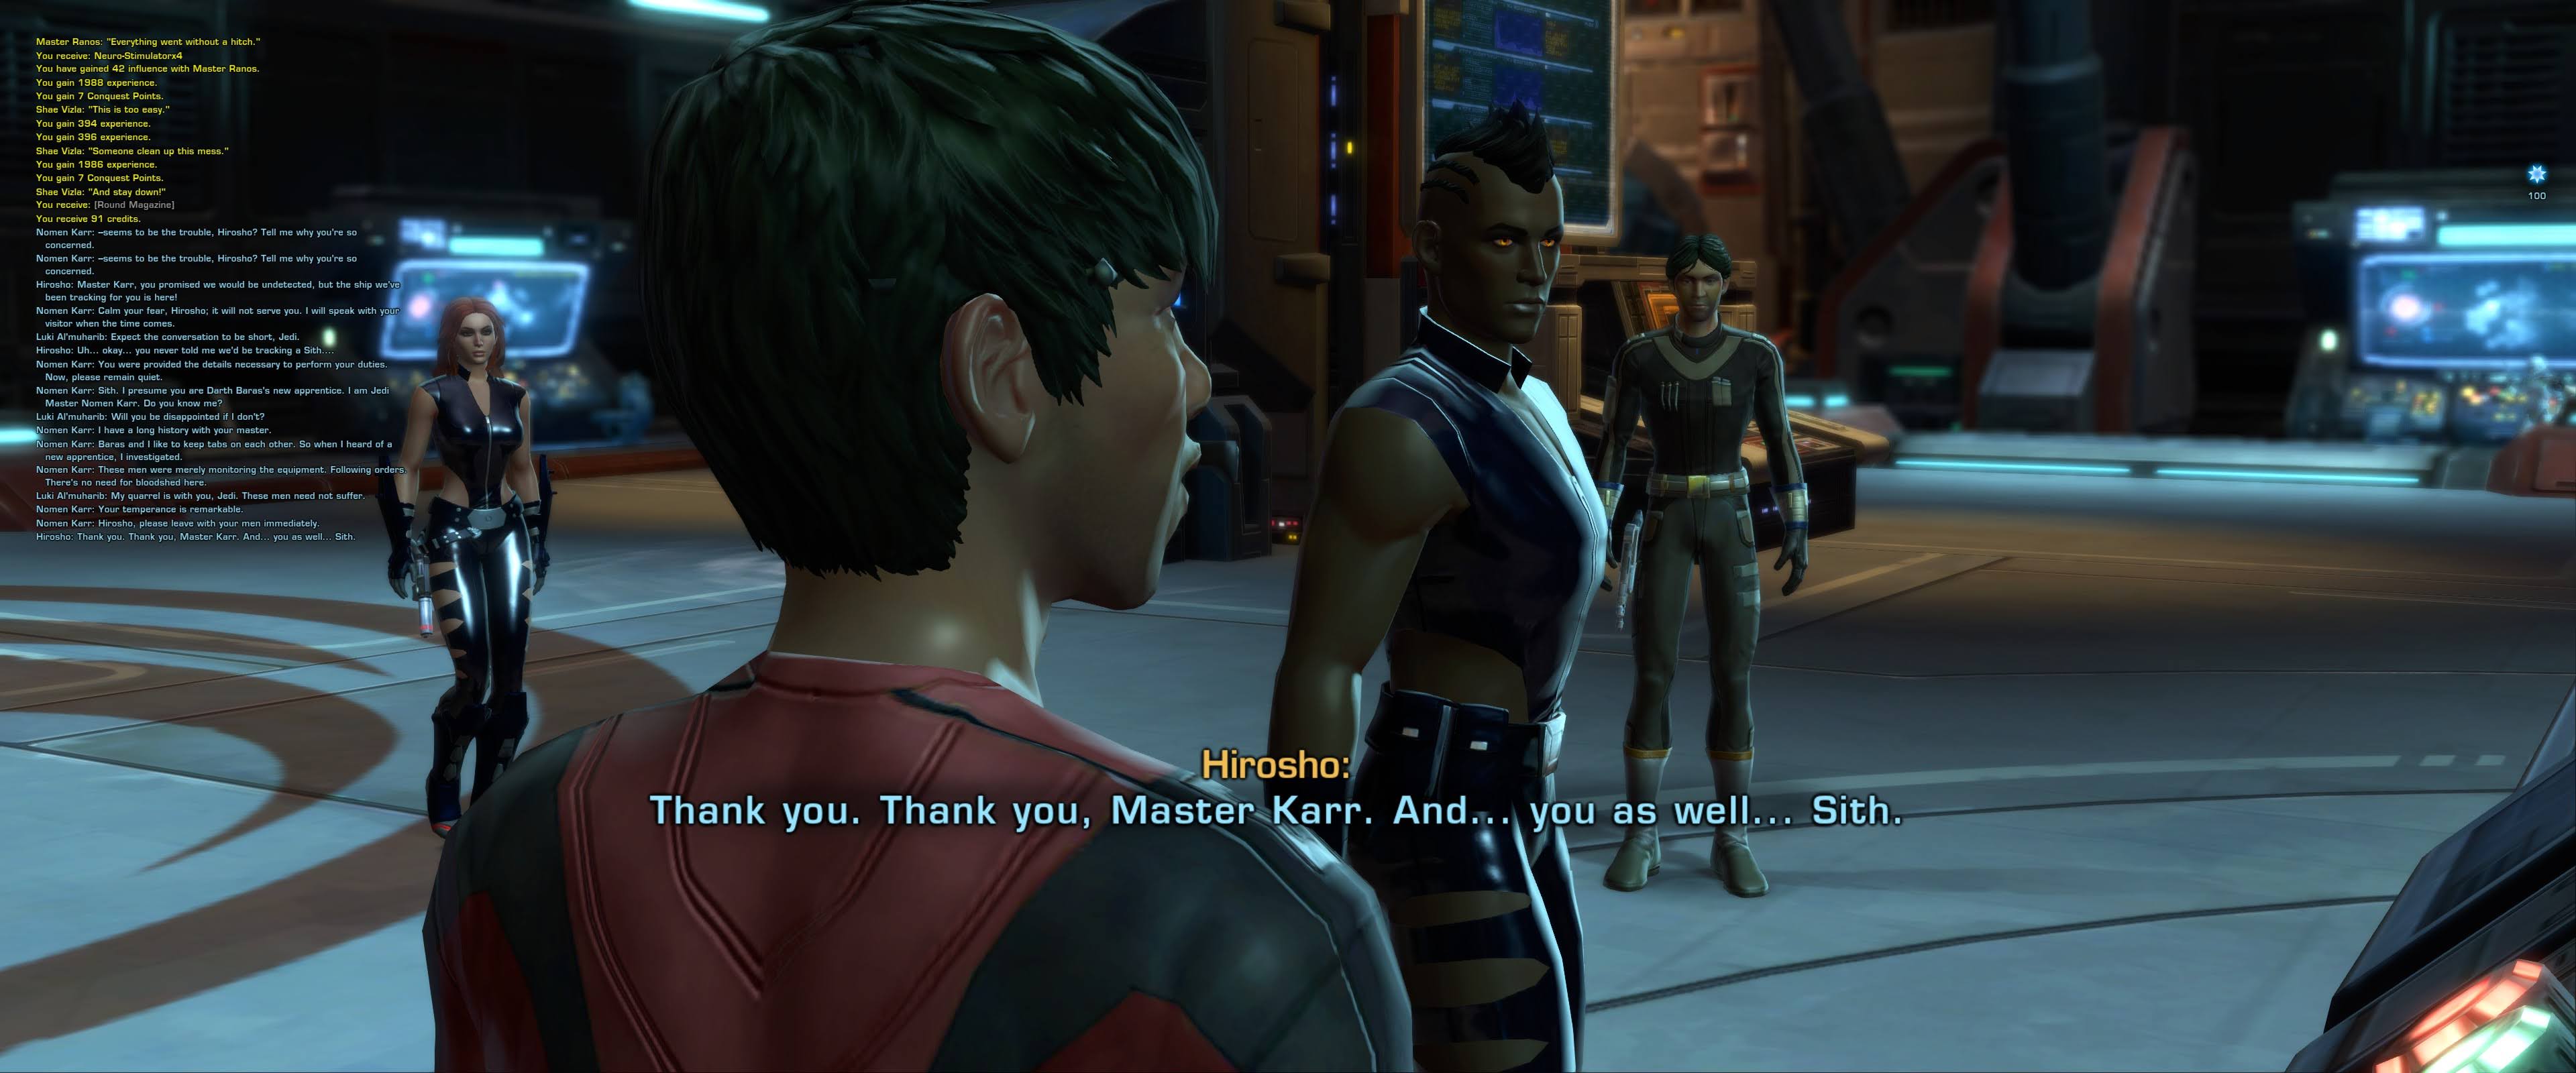 Master Ranos: "Everything went without a hitch."
You receive: Neuro-Stimulatorx4
You have gained 42 influence with Master Ranos.
You gain 1988 experience.
You gain 7 Conquest Points.
Shae Vizla: "This is too easy."
You gain 394 experience.
You gain 396 experience.
Shae Vizla: "Someone clean up this mess."
You gain 1986 experience.
You gain 7 Conquest Points.
Shae Vizla: "And stay down!"
You receive: [Round Magazine]
You receive 91 credits.
Nomen Karr: –seems to be the trouble, Hirosho? Tell me why you're so
concerned.
Nomen Karr: –seems to be the trouble, Hirosho? Tell me why you're so
concerned.
Hirosho: Master Karr, you promised we would be undetected, but the ship we've
been tracking for you is here!
Nomen Karr: Calm your fear, Hirosho; it will not serve you. I will speak with your
visitor when the time comes.
Luki Al'muharib: Expect the conversation to be short, Jedi.
Hirosho: Uh... okay... you never told me we'd be tracking a Sith....
Nomen Karr: You were provided the details necessary to perform your duties.
Now, please remain quiet.
Nomen Karr: Sith. I presume you are Darth Baras's new apprentice. I am Jedi
Master Nomen Karr. Do you know me?
Luki Al'muharib: Will you be disappointed if I don't?
Nomen Karr: I have a long history with your master.
Nomen Karr: Baras and I like to keep tabs on each other. So when I heard of a
new apprentice, I investigated.
Nomen Karr: These men were merely monitoring the equipment. Following orders.
There's no need for bloodshed here.
Luki Al'muharib: My quarrel is with you, Jedi. These men need not suffer.
Nomen Karr: Your temperance is remarkable.
Nomen Karr: Hirosho, please leave with your men immediately.
Hirosho: Thank you. Thank you, Master Karr. And... you as well... Sith.
100
Hirosho:
Thank you. Thank you, Master Karr. And... you as well... Sith.